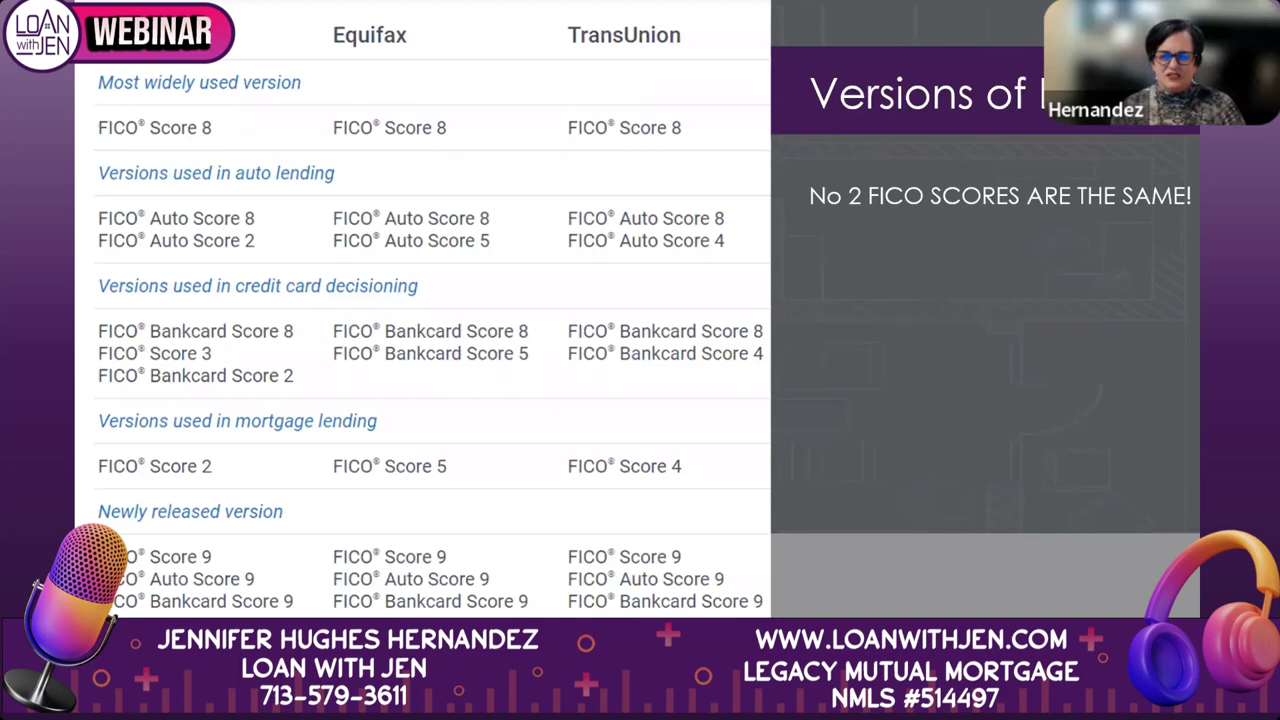 LOAN
with
JEN
WEBINAR
Equifax TransUnion
Most widely used version
FICO® Score 8 FICO® Score 8 FICO® Score 8
Versions used in auto lending
FICO® Auto Score 8 FICO® Auto Score 8 FICO® Auto Score 8
FICO® Auto Score 2 FICO® Auto Score 5 FICO® Auto Score 4
Versions used in credit card decisioning
FICO® Bankcard Score 8 FICO® Bankcard Score 8 FICO® Bankcard Score 8
FICO® Score 3 FICO® Bankcard Score 5 FICO® Bankcard Score 4
FICO® Bankcard Score 2
Versions used in mortgage lending
FICO® Score 2 FICO® Score 5 FICO® Score 4
Newly released version
CO® Score 9 FICO® Score 9 FICO® Score 9
CO® Auto Score 9 FICO® Auto Score 9 FICO® Auto Score 9
CO® Bankcard Score 9 FICO® Bankcard Score 9 FICO® Bankcard Score 9
Versions of
Hernandez
No 2 FICO SCORES ARE THE SAME!
JENNIFER HUGHES HERNANDEZ
LOAN WITH JEN
713-579-3611
WWW.LOANWITHJEN.COM
LEGACY MUTUAL MORTGAGE
NMLS #514497